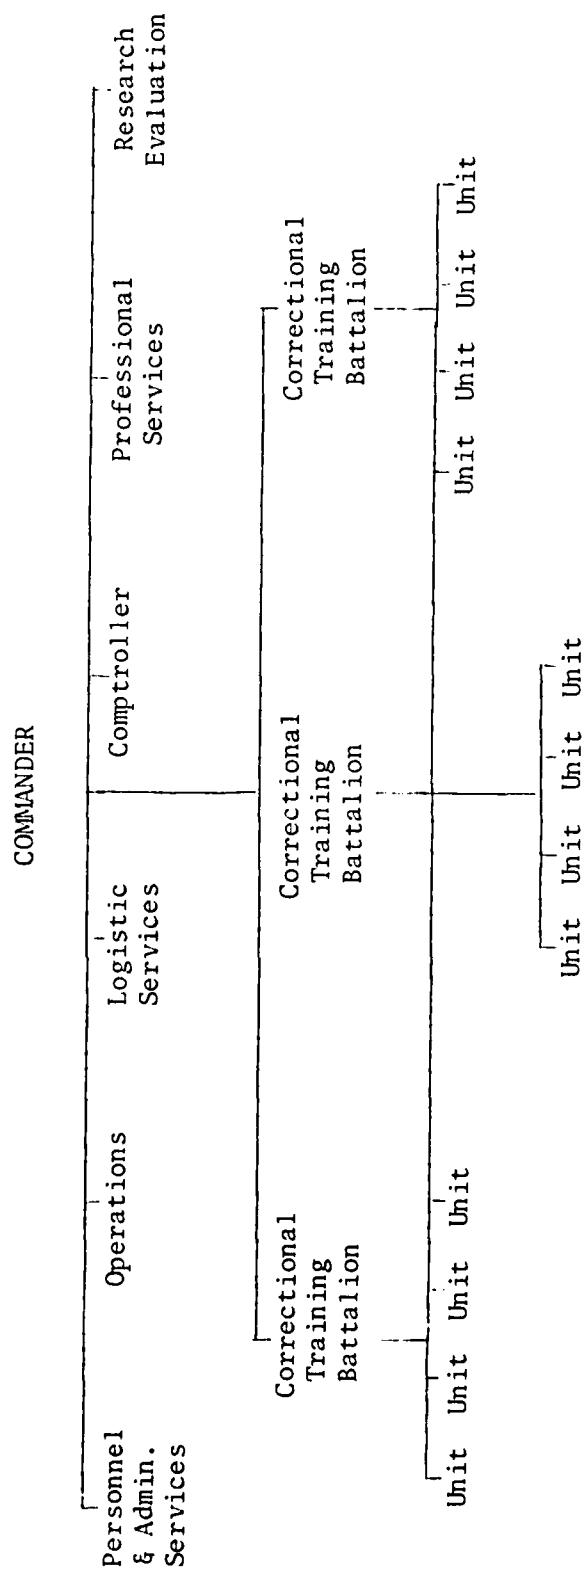 COMMANDER
Personnel
& Admin.
Services
Operations
Logistic
Services
Comptroller
Professional
Services
Research
Evaluation
Correctional
Training
Battalion
Correctional
Training
Battalion
Correctional
Training
Battalion
Unit
Unit
Unit
Unit
Unit
Unit
Unit
Unit
Unit
Unit
Unit
Unit